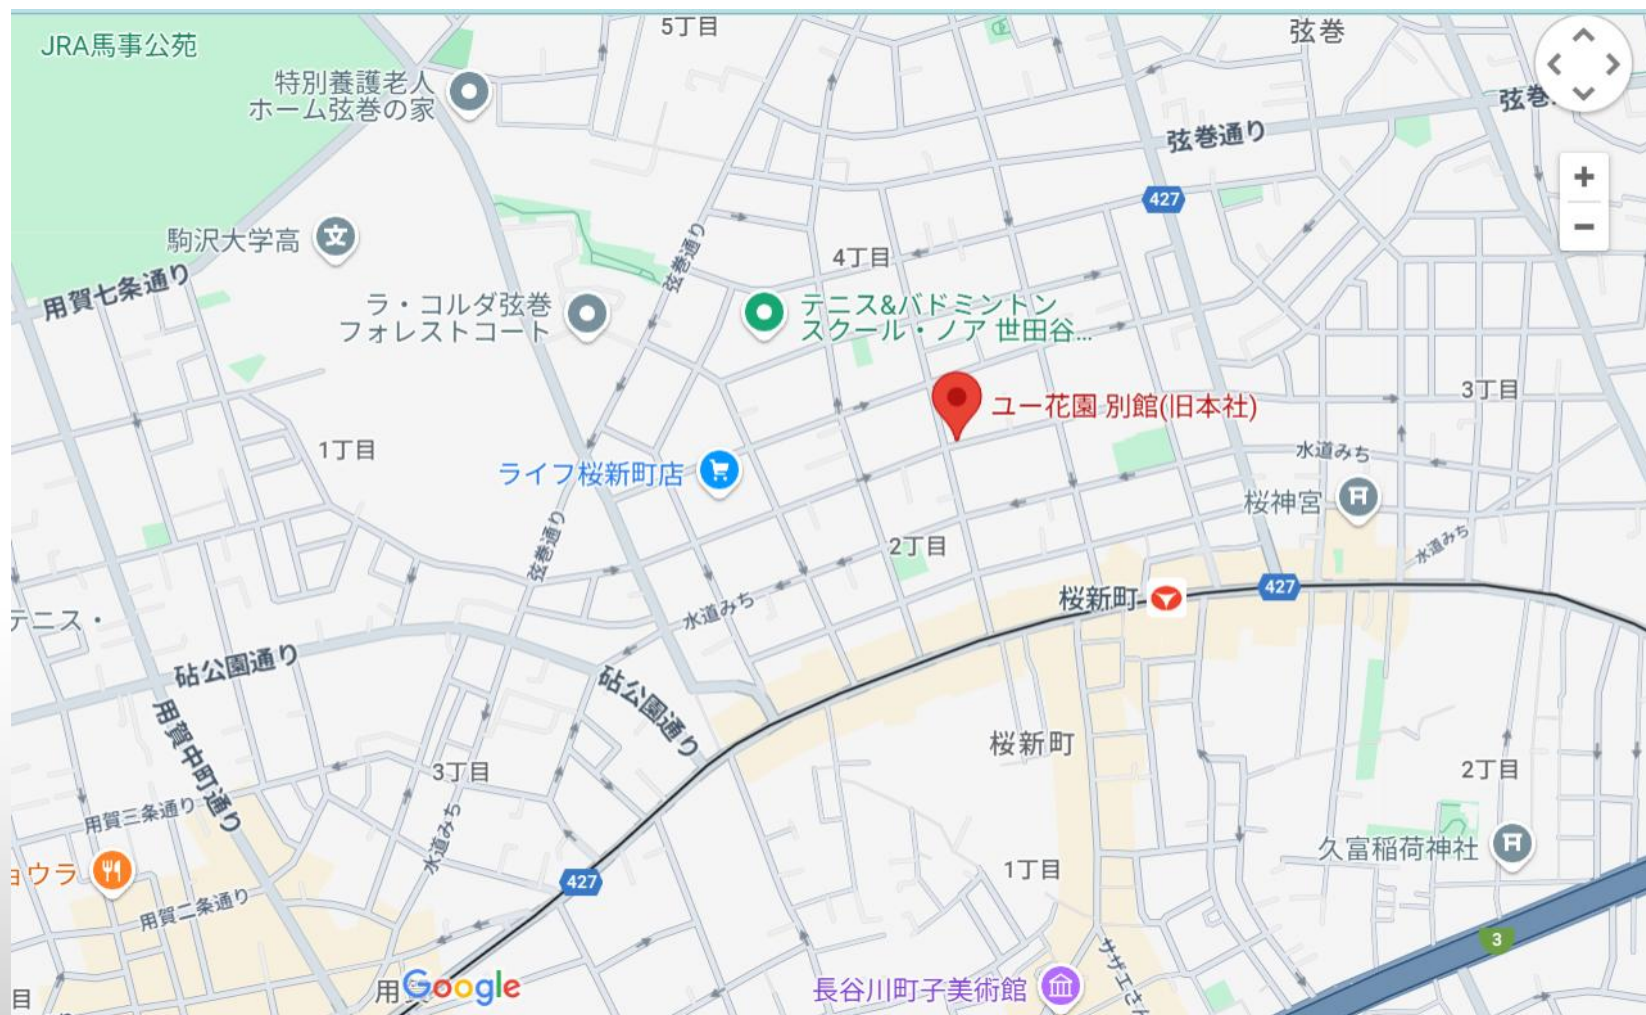 JRA馬事公苑
5丁目
弦巻
特別養護老人
ホーム弦巻の家
弦巻通り
427
駒沢大学高
弦巻通り
4丁目
用賀七条通り
ラ・コルダ弦巻
フォレストコート
テニス&バドミントン
スクール・ノア 世田谷...
3丁目
ユー花園 別館(旧本社)
1丁目
水道みち
ライフ桜新町店
桜神宮
弦巻通り
2丁目
水道みち
427
桜新町
水道みち
テニス・
砧公園通り
砧公園通り
用賀中町通り
桜新町
3丁目
2丁目
用賀三条通り
水道みち
久富稲荷神社
1丁目
ョウラ
427
用賀二条通り
3
Google
長谷川町子美術館
サザエさん
目
用